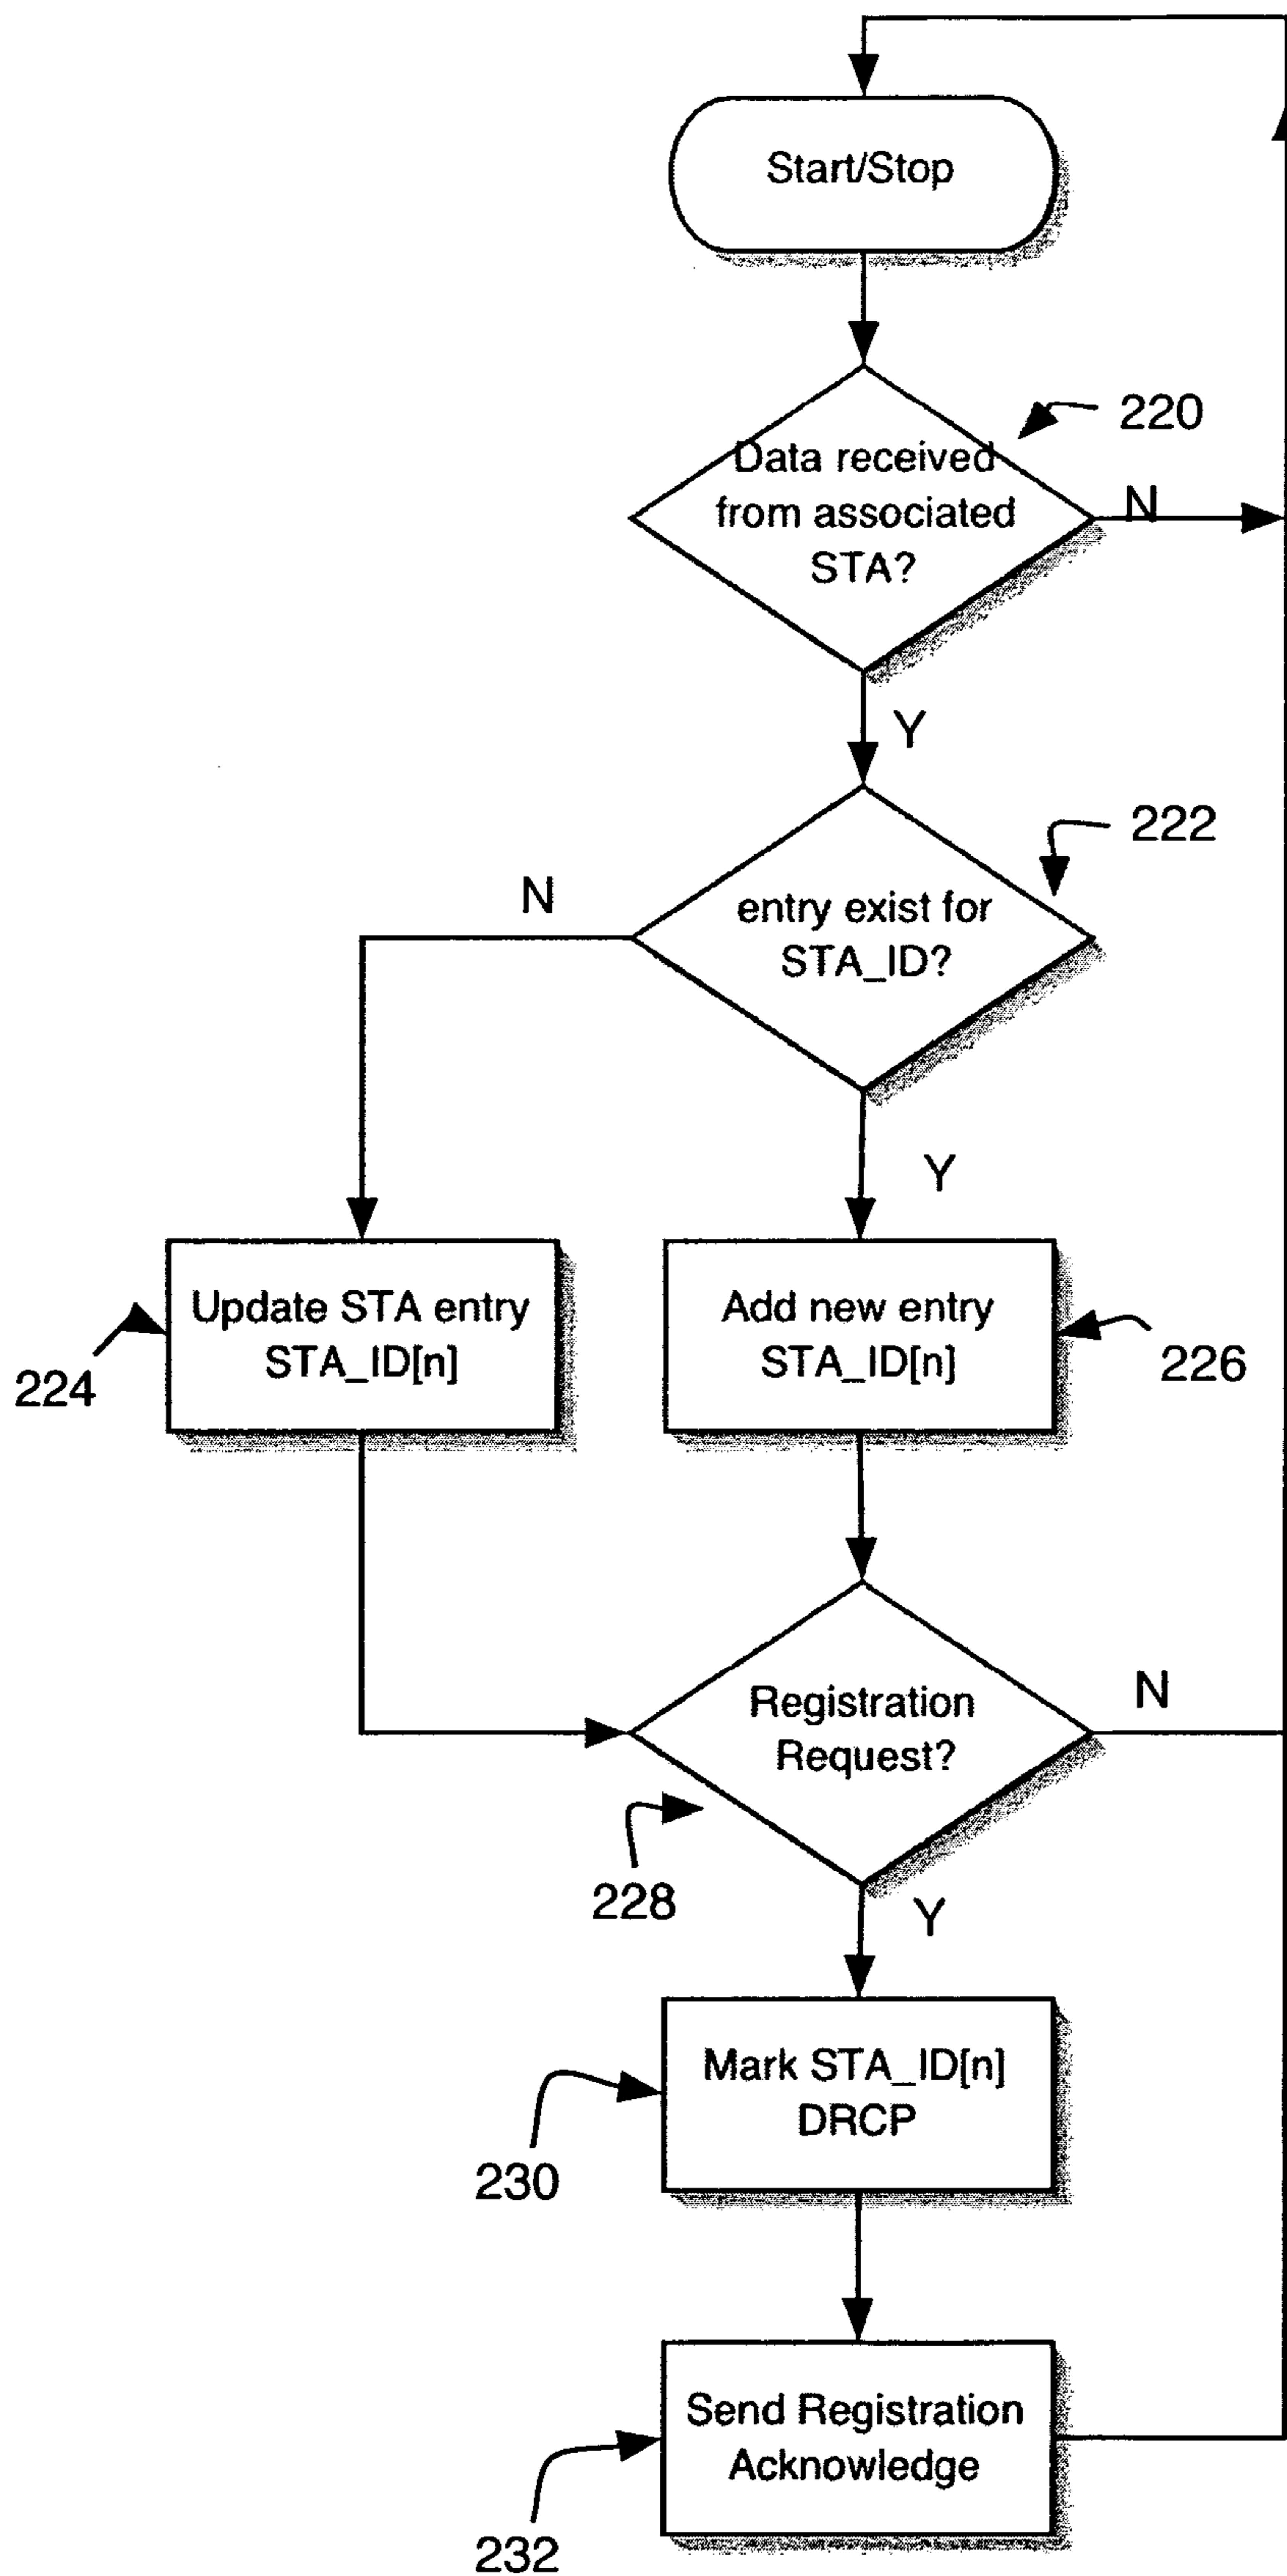 Start/Stop
220
Data received
from associated
STA?
N
Y
222
N
entry exist for
STA_ID?
Y
Update STA entry
STA_ID[n]
224
Add new entry
STA_ID[n]
226
Registration
Request?
N
228
Y
Mark STA_ID[n]
DRCP
230
Send Registration
Acknowledge
232